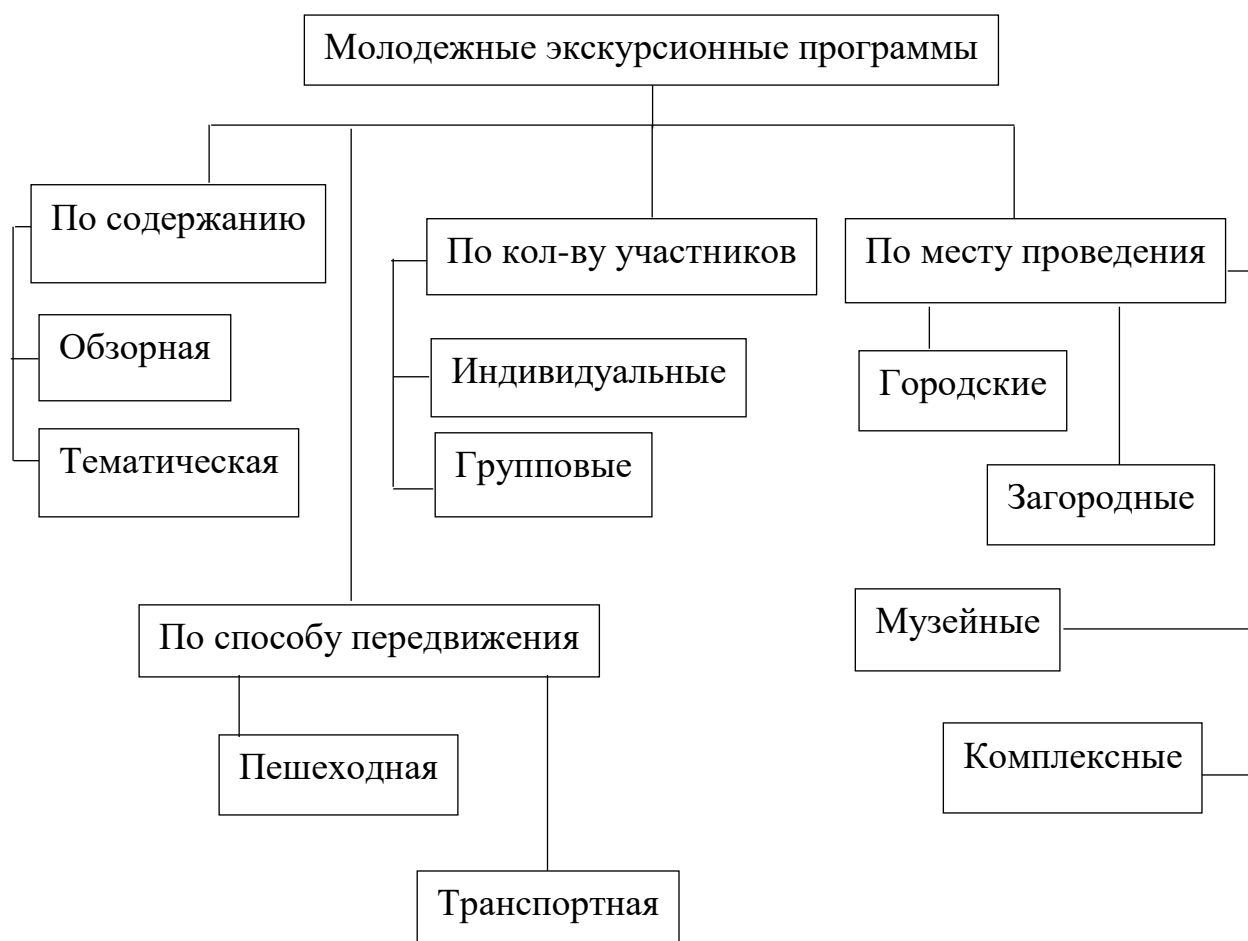 Молодежные экскурсионные программы
По содержанию
Обзорная
Тематическая
По кол-ву участников
Индивидуальные
Групповые
По месту проведения
Городские
Загородные
Музейные
Комплексные
По способу передвижения
Пешеходная
Транспортная